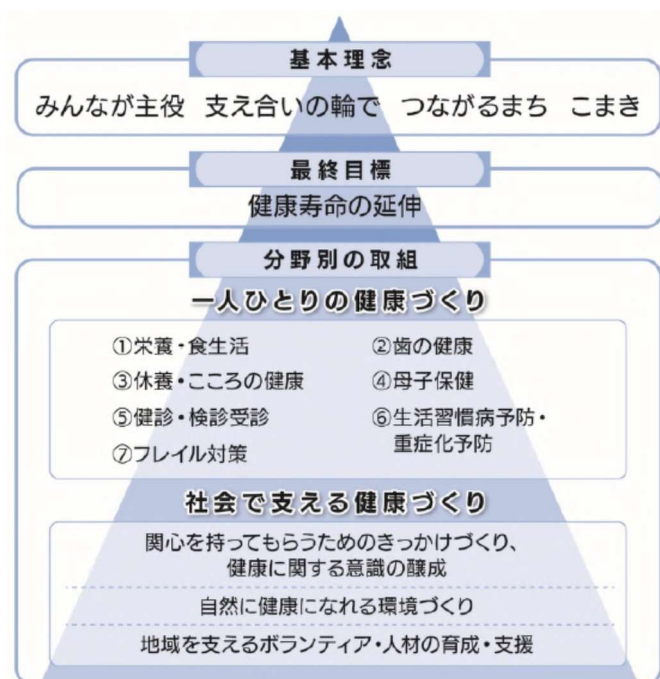 基本理念
みんなが主役 支え合いの輪で つながるまち こまき
最終目標
健康寿命の延伸
分野別の取組
一人ひとりの健康づくり
①栄養・食生活 ②歯の健康
③休養・こころの健康 ④母子保健
⑤健診・検診受診 ⑥生活習慣病予防・
重症化予防
⑦フレイル対策
社会で支える健康づくり
関心を持ってもらうためのきっかけづくり、
健康に関する意識の醸成
自然に健康になれる環境づくり
地域を支えるボランティア・人材の育成・支援